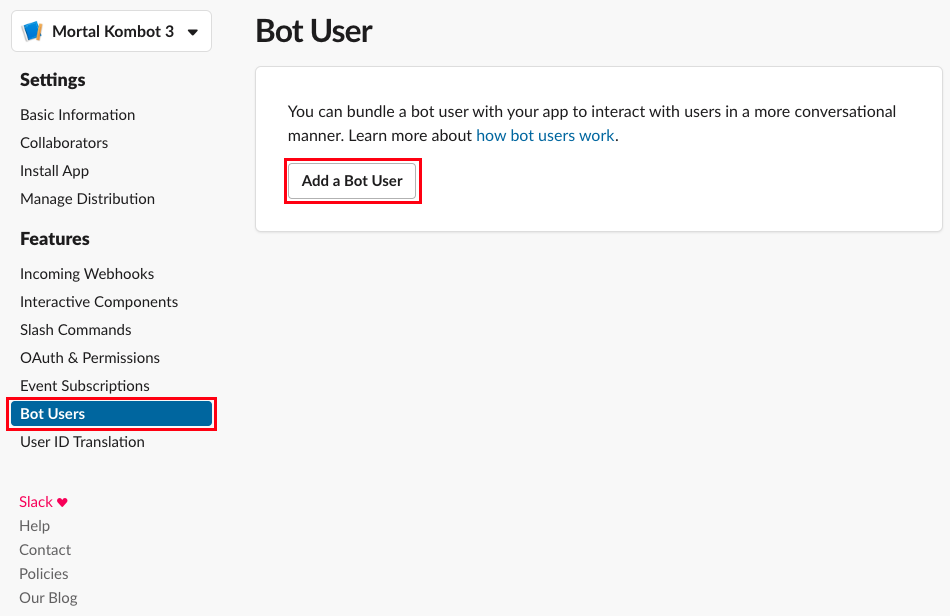 Mortal Kombot 3
Settings
Basic Information
Collaborators
Install App
Manage Distribution
Features
Incoming Webhooks
Interactive Components
Slash Commands
OAuth & Permissions
Event Subscriptions
Bot Users
User ID Translation
Slack ♥
Help
Contact
Policies
Our Blog
Bot User
You can bundle a bot user with your app to interact with users in a more conversational
manner. Learn more about how bot users work.
Add a Bot User